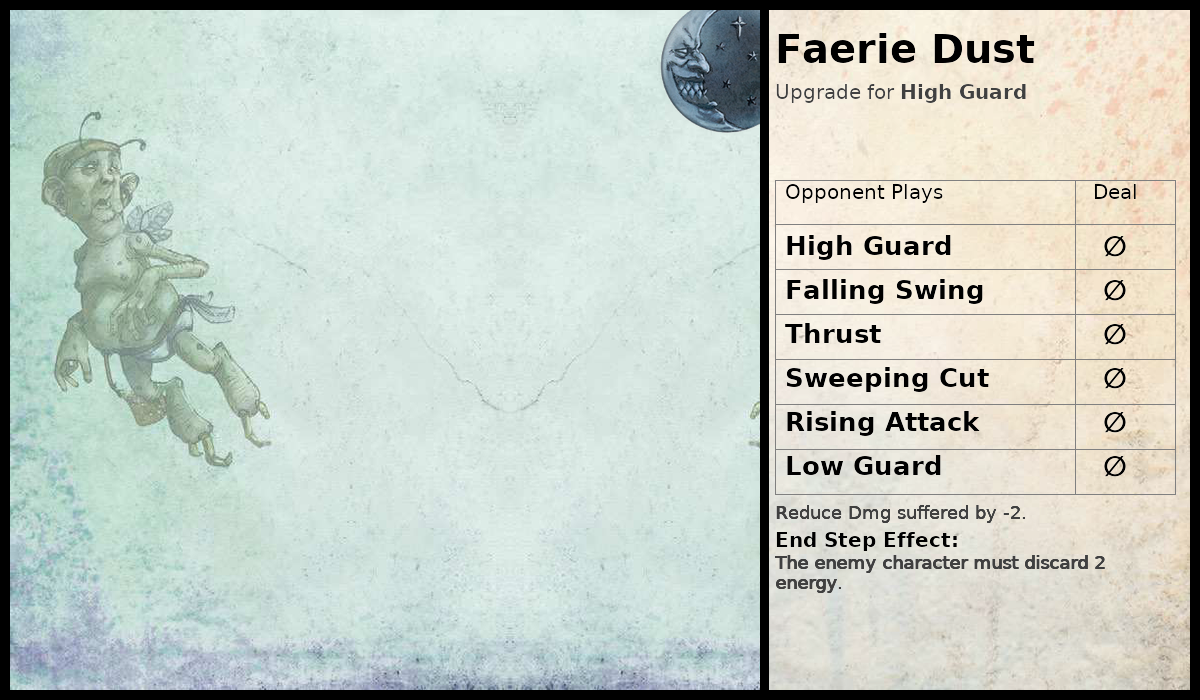 Faerie Dust
Upgrade for High Guard
Opponent Plays Deal
High Guard ∅
Falling Swing ∅
Thrust ∅
Sweeping Cut ∅
Rising Attack ∅
Low Guard ∅
Reduce Dmg suffered by -2.
End Step Effect:
The enemy character must discard 2
energy.